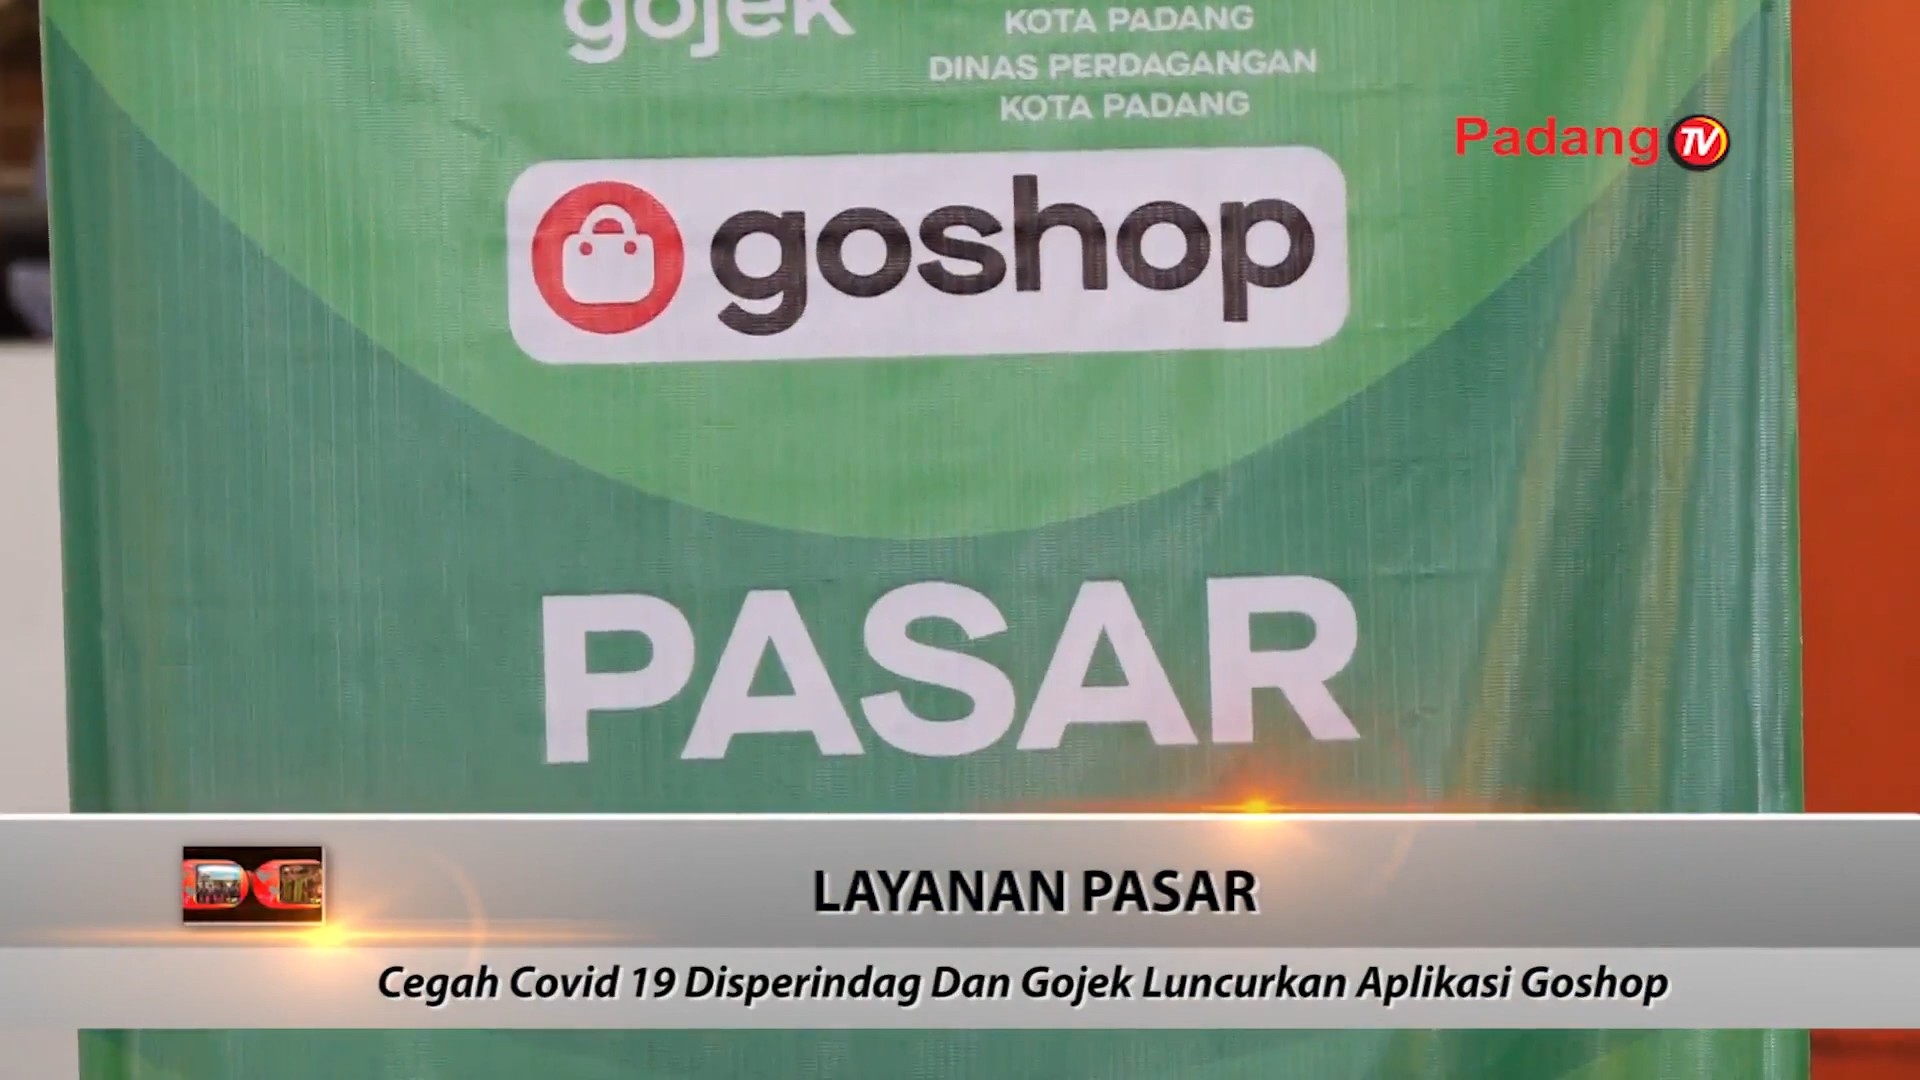 gojek
KOTA PADANG
DINAS PERDAGANGAN
KOTA PADANG
Padang TV
goshop
PASAR
LAYANAN PASAR
Cegah Covid 19 Disperindag Dan Gojek Luncurkan Aplikasi Goshop